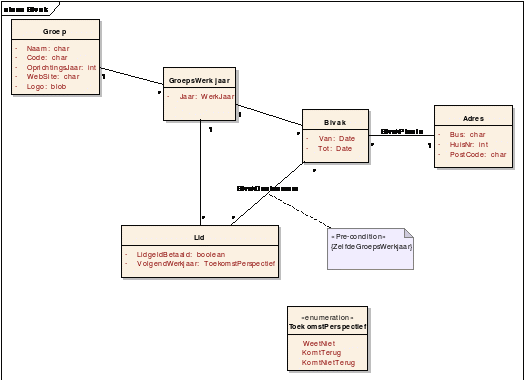 class Bivak
Groep
- Naam: char
- Code: char
- OprichtingsJaar: int
- WebSite: char
- Logo: blob
1
*
GroepsWerkjaar
- Jaar: WerkJaar
1
*
1
*
Bivak
- Van: Date
- Tot: Date
*
BivakPlaats
1
Adres
- Bus: char
- HuisNr: int
- PostCode: char
*
*
Lid
- LidgeldBetaald: boolean
- VolgendWerkjaar: ToekomstPerspectief
«Pre-condition»
{ZelfdeGroepsWerkjaar}
«enumeration»
ToekomstPerspectief
WeetNiet
KomtTerug
KomtNietTerug